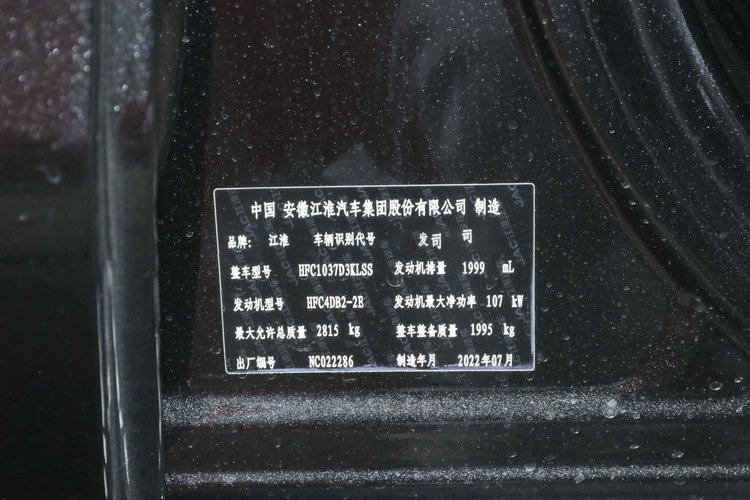 中国 安徽江淮汽车集团股份有限公司 制造
品牌: 江淮 车辆识别代号 发司 司
整车型号 HFC1037D3KLSS 发动机排量 1999 mL
发动机型号 HFC4DB2-2E 发动机最大净功率 107 kW
最大允许总质量 2815 kg 整车整备质量 1995 kg
出厂编号 NC022286 制造年月 2022年07月